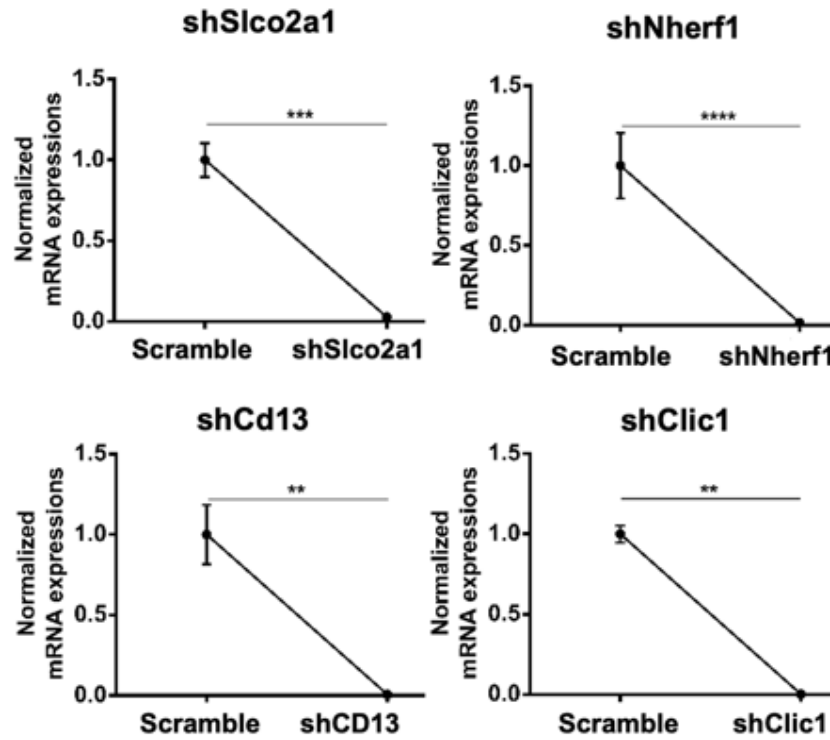 shSlco2a1
Normalized
mRNA expressions
1.5
1.0
0.5
0.0
***
Scramble shSlco2a1
shNherf1
Normalized
mRNA expressions
1.5
1.0
0.5
0.0
****
Scramble shNherf1
shCd13
Normalized
mRNA expressions
1.5
1.0
0.5
0.0
**
Scramble shCD13
shClic1
Normalized
mRNA expressions
1.5
1.0
0.5
0.0
**
Scramble shClic1